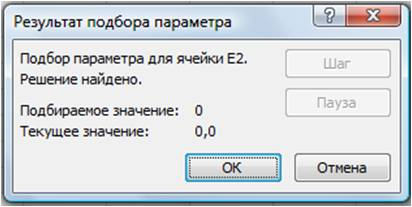 Результат подбора параметра
Подбор параметра для ячейки E2.
Решение найдено.
Подбираемое значение: 0
Текущее значение: 0,0
Шаг
Пауза
ОК
Отмена